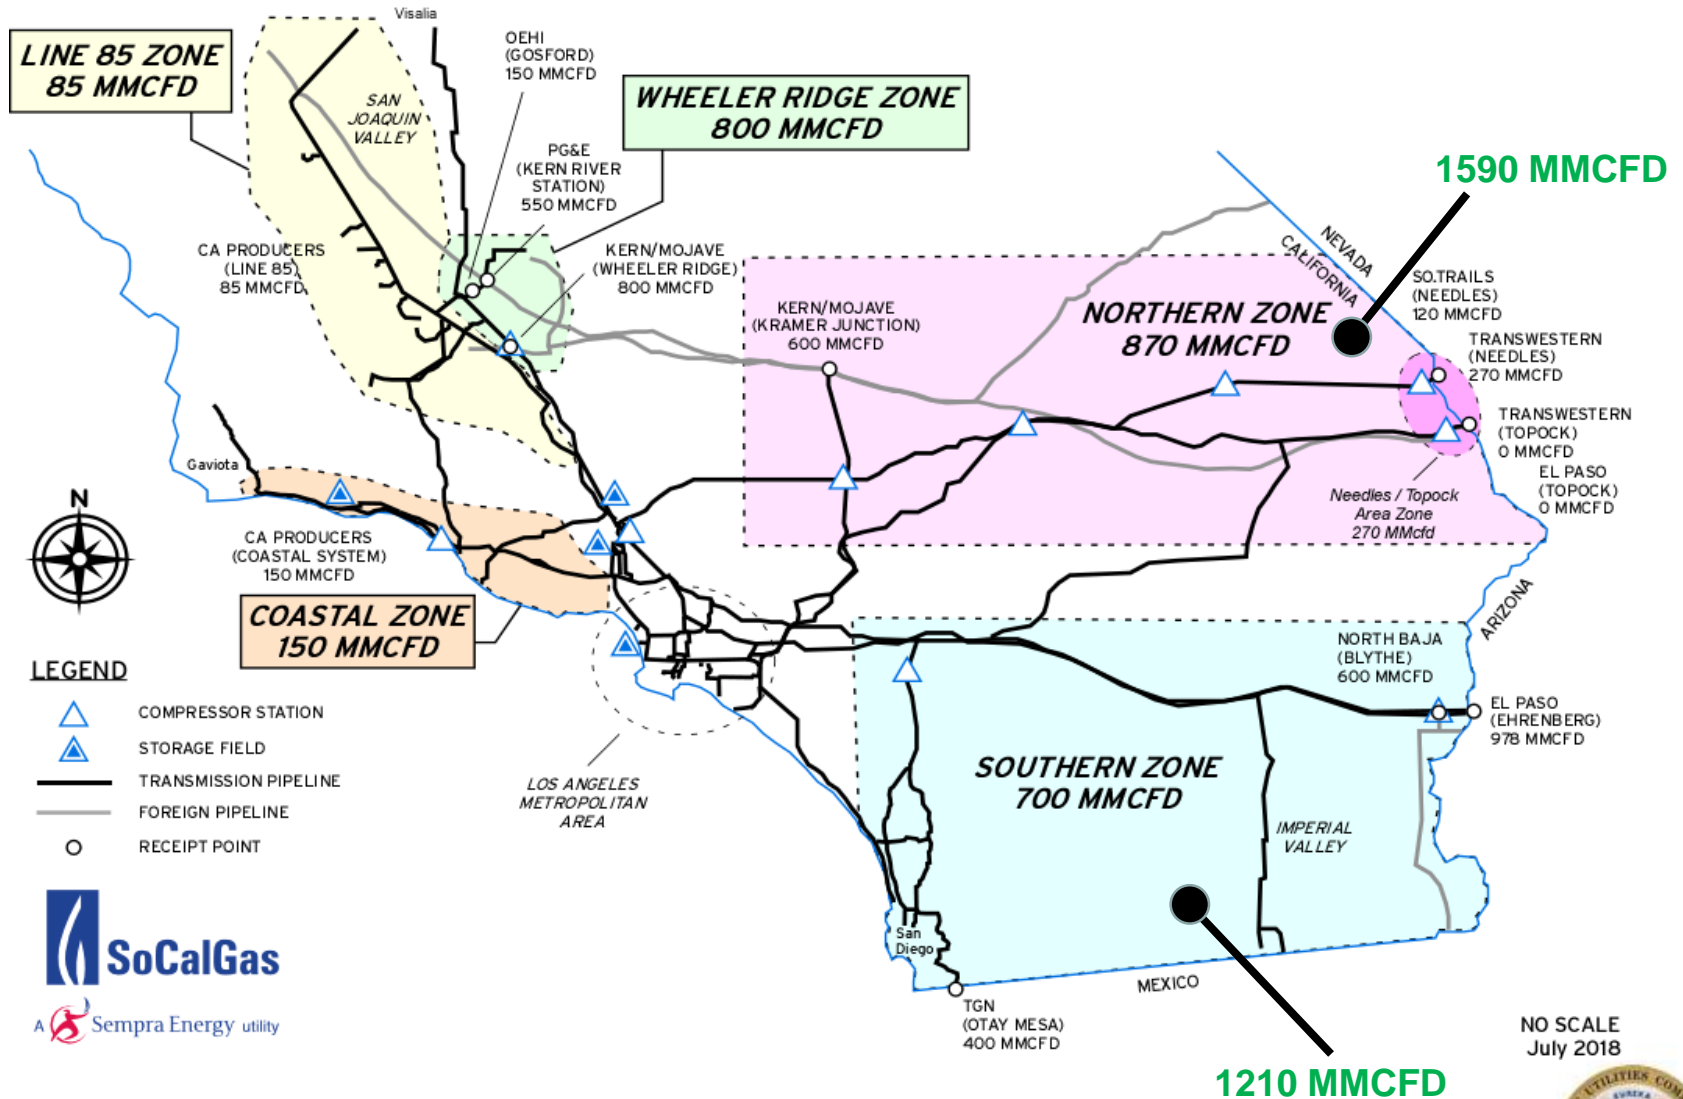 Visalia
LINE 85 ZONE
85 MMCFD
SAN
JOAQUIN
VALLEY
OEHI
(GOSFORD)
150 MMCFD
WHEELER RIDGE ZONE
800 MMCFD
PG&E
(KERN RIVER
STATION)
550 MMCFD
1590 MMCFD
CA PRODUCERS
(LINE 85)
85 MMCFD
KERN/MOJAVE
(WHEELER RIDGE)
800 MMCFD
NEVADA
CALIFORNIA
KERN/MOJAVE
(KRAMER JUNCTION)
600 MMCFD
NORTHERN ZONE
870 MMCFD
SO.TRAILS
(NEEDLES)
120 MMCFD
TRANSWESTERN
(NEEDLES)
270 MMCFD
TRANSWESTERN
(TOPOCK)
0 MMCFD
EL PASO
(TOPOCK)
0 MMCFD
Needles / Topock
Area Zone
270 MMcfd
Gaviota
N
CA PRODUCERS
(COASTAL SYSTEM)
150 MMCFD
COASTAL ZONE
150 MMCFD
ARIZONA
NORTH BAJA
(BLYTHE)
600 MMCFD
EL PASO
(EHRENBERG)
978 MMCFD
LEGEND
COMPRESSOR STATION
STORAGE FIELD
TRANSMISSION PIPELINE
FOREIGN PIPELINE
RECEIPT POINT
LOS ANGELES
METROPOLITAN
AREA
SOUTHERN ZONE
700 MMCFD
IMPERIAL
VALLEY
San
Diego
MEXICO
TGN
(OTAY MESA)
400 MMCFD
1210 MMCFD
SoCalGas
A Sempra Energy utility
NO SCALE
July 2018
UTILITIES COM
EUREKA